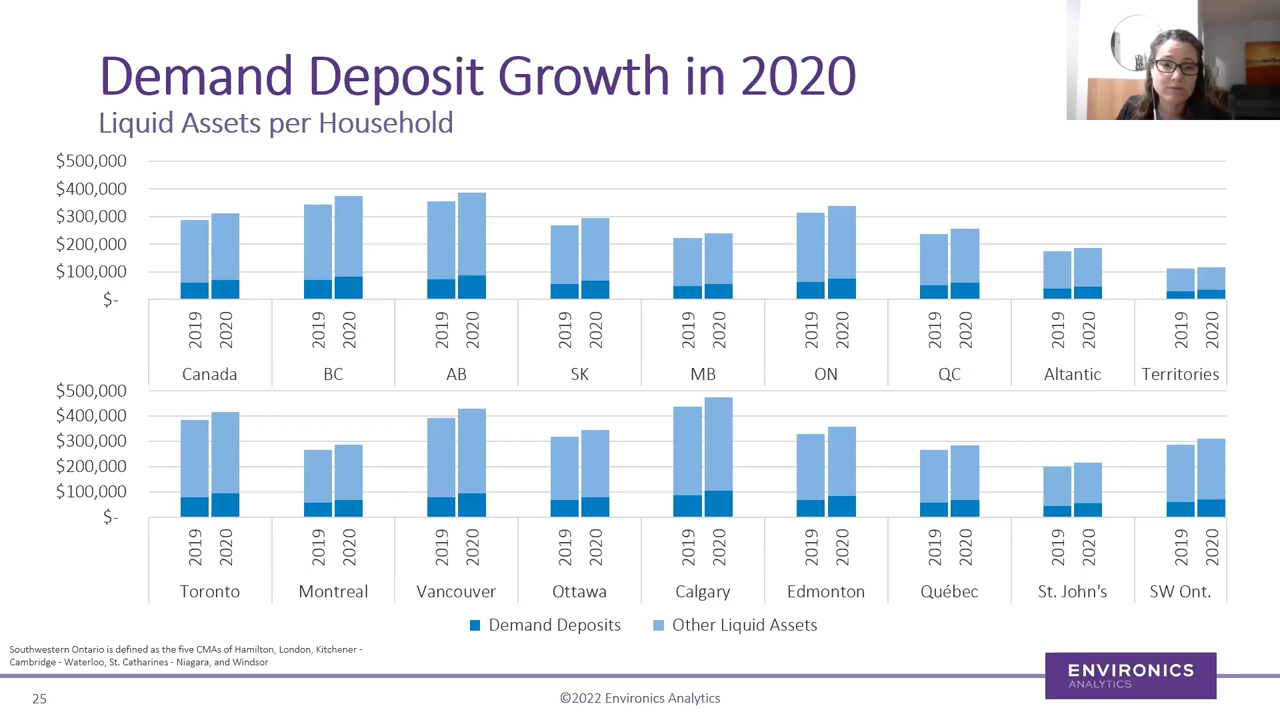 Demand Deposit Growth in 2020
Liquid Assets per Household
$500,000
$400,000
$300,000
$200,000
$100,000
$-
2019 2020 2019 2020 2019 2020 2019 2020 2019 2020 2019 2020 2019 2020 2019 2020 2019 2020
Canada BC AB SK MB ON QC Altantic Territories
$500,000
$400,000
$300,000
$200,000
$100,000
$-
2019 2020 2019 2020 2019 2020 2019 2020 2019 2020 2019 2020 2019 2020 2019 2020 2019 2020
Toronto Montreal Vancouver Ottawa Calgary Edmonton Québec St. John's SW Ont.
Demand Deposits Other Liquid Assets
Southwestern Ontario is defined as the five CMAs of Hamilton, London, Kitchener -
Cambridge - Waterloo, St. Catharines - Niagara, and Windsor
ENVIRONICS
ANALYTICS
25 ©2022 Environics Analytics